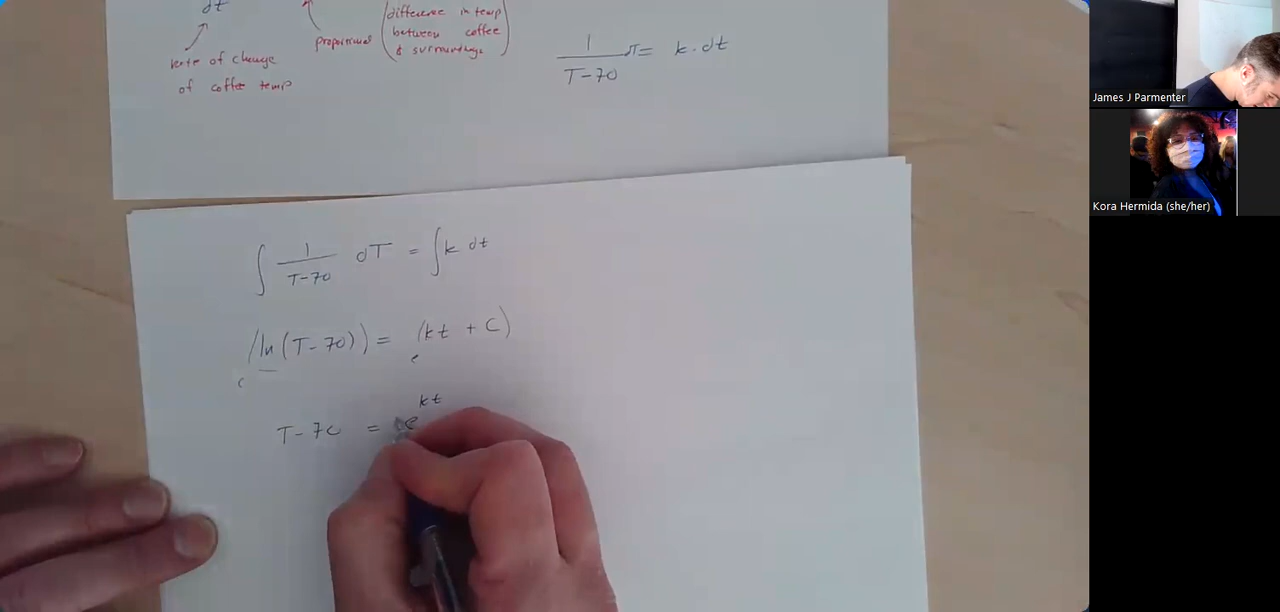 dt
rate of change
of coffee temp
proportional
difference in temp
between coffee
& surroundings
1
T-70 dT = k·dt
∫ 1/T-70 dT = ∫k dt
e(ln(T-70)) = e(kt + C)
T-70 = e^kt
James J Parmenter
Kora Hermida (she/her)